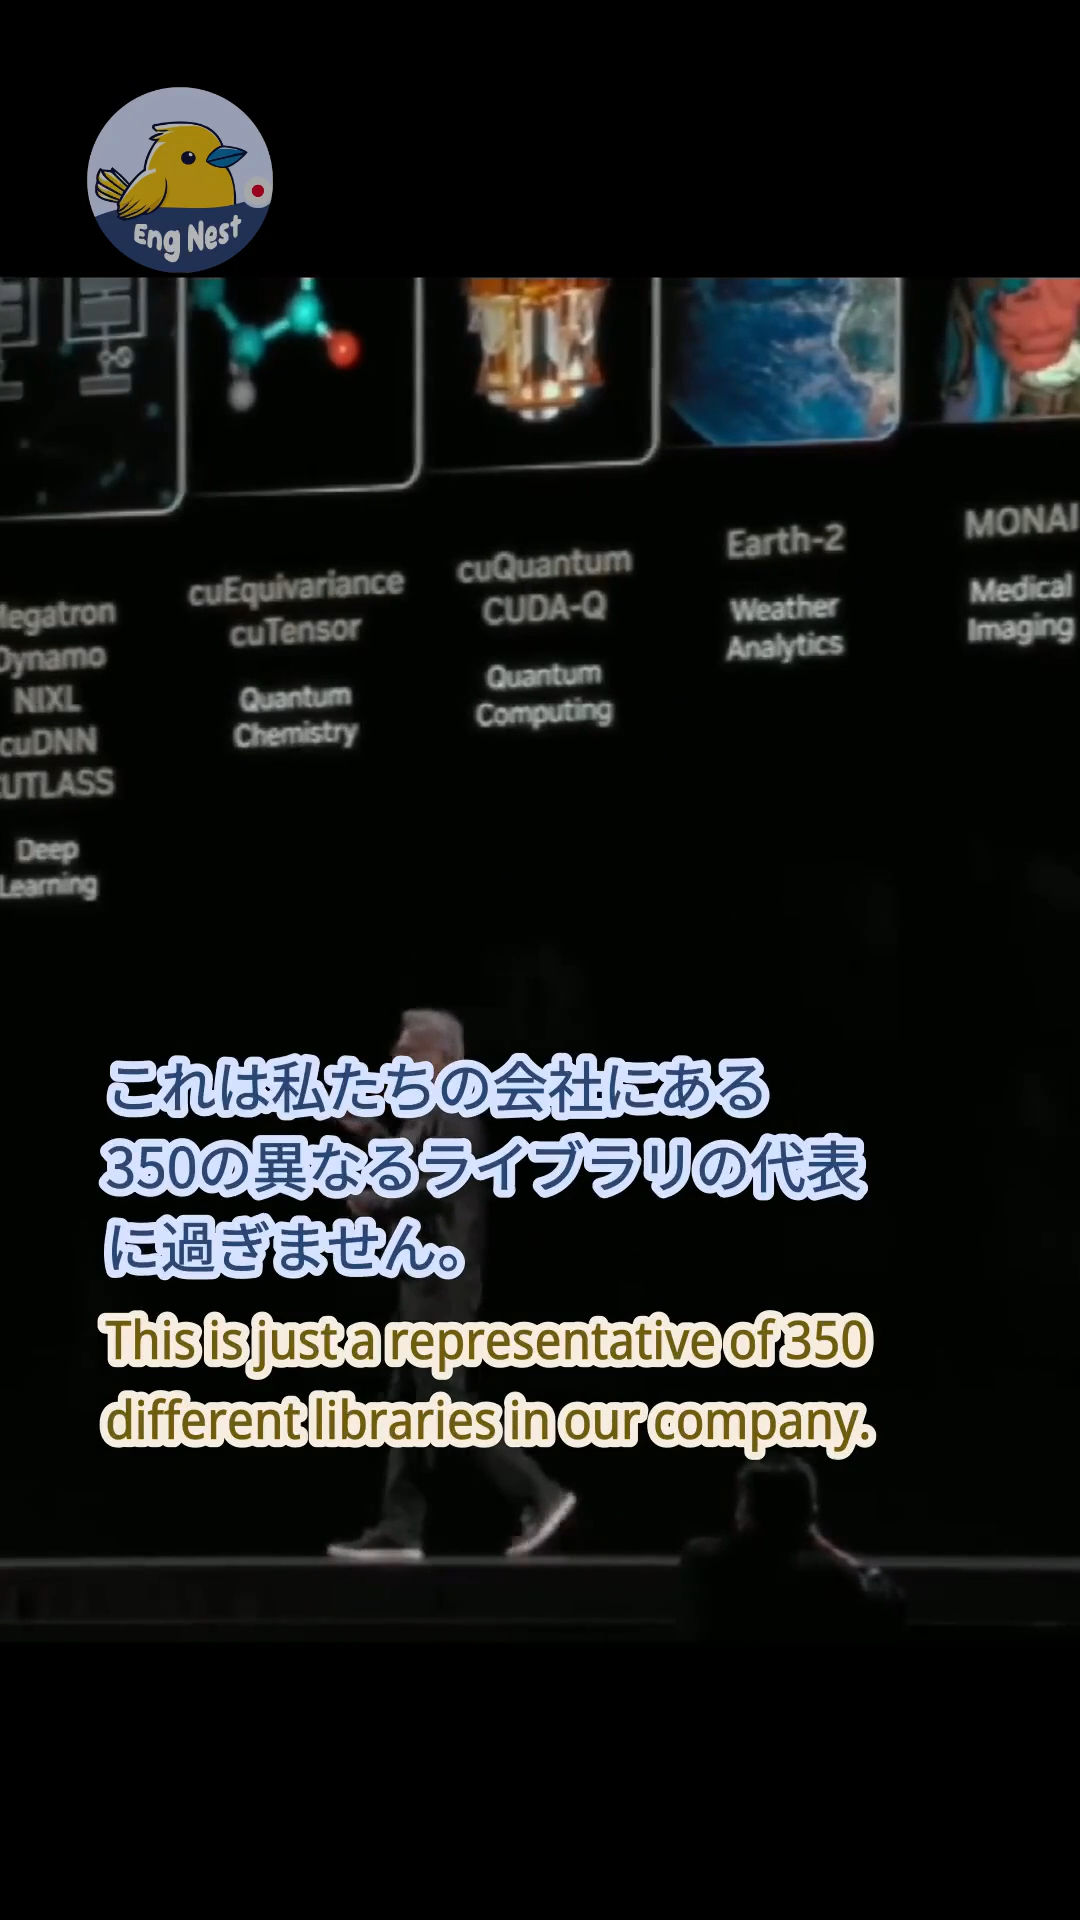 Eng Nest
Dynamo
NIXL
cuDNN
Deep
Learning
cuEquivariance
cuTensor
Quantum
Chemistry
cuQuantum
CUDA-Q
Quantum
Computing
Earth-2
Weather
Analytics
MONAI
Medical
Imaging
これは私たちの会社にある
350の異なるライブラリの代表
に過ぎません。
This is just a representative of 350
different libraries in our company.